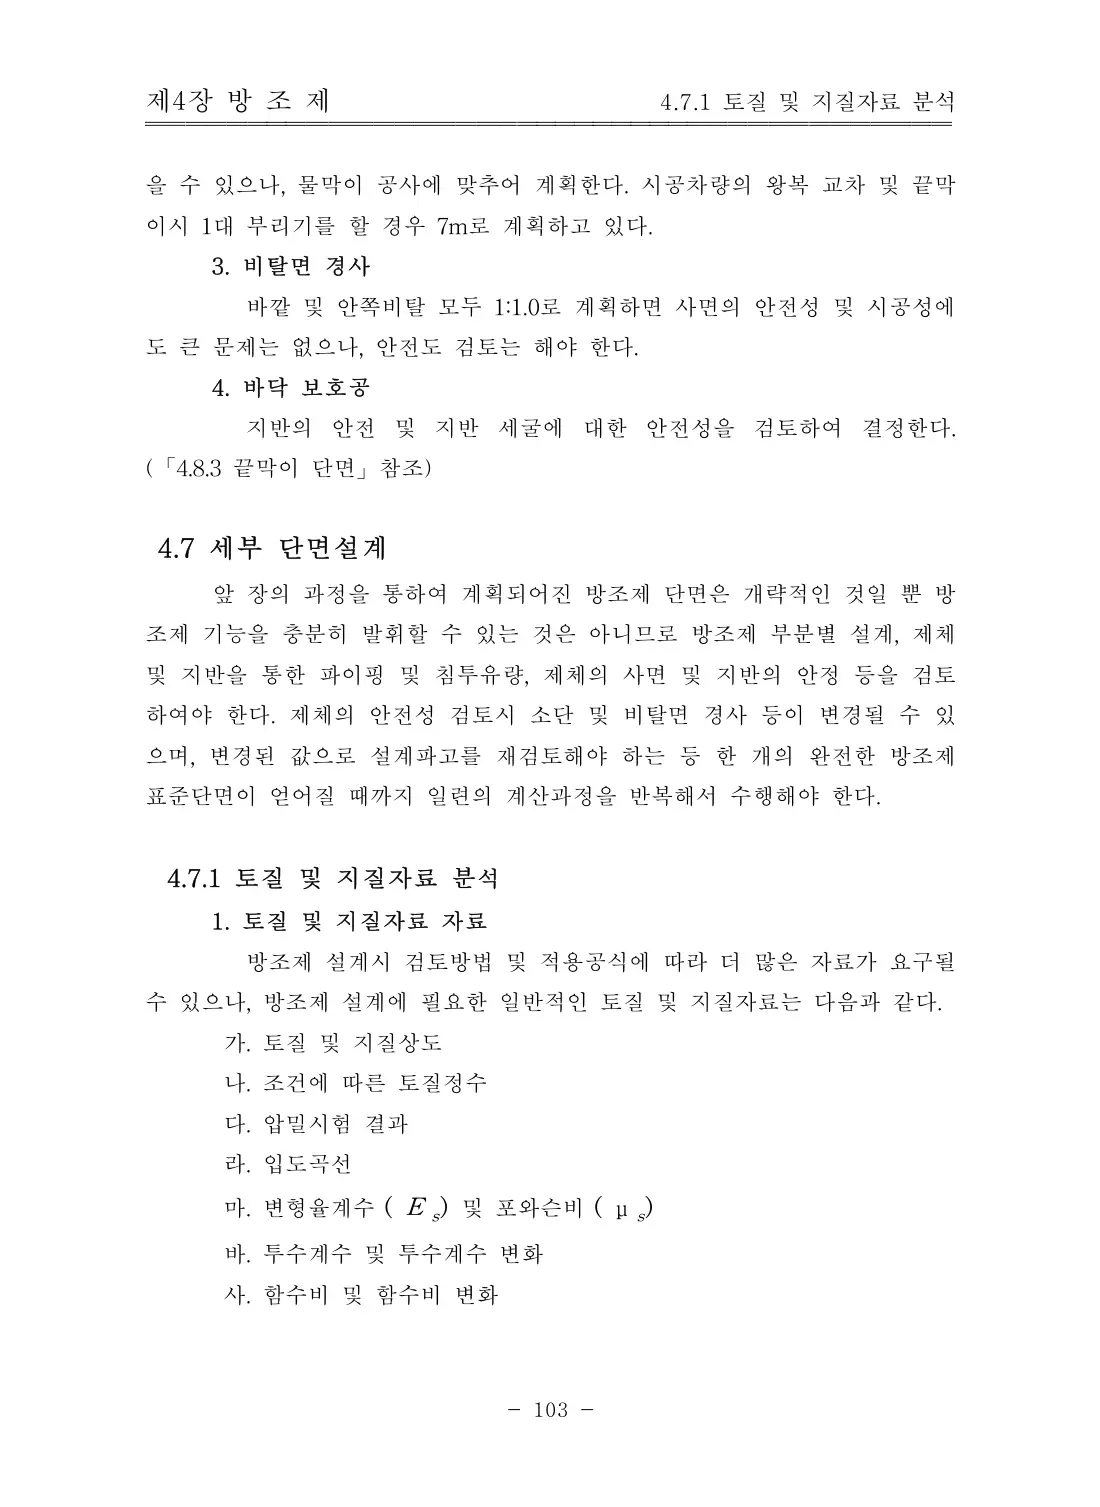 제4장 방 조 제
4.7.1 토질 및 지질자료 분석
을 수 있으나, 물막이 공사에 맞추어 계획한다. 시공차량의 왕복 교차 및 끝막
이시 1대 부리기를 할 경우 7m로 계획하고 있다.
3. 비탈면 경사
바깥 및 안쪽비탈 모두 1:1.0로 계획하면 사면의 안전성 및 시공성에
도 큰 문제는 없으나, 안전도 검토는 해야 한다.
4. 바닥 보호공
지반의 안전 및 지반 세굴에 대한 안전성을 검토하여 결정한다.
(「4.8.3 끝막이 단면」참조)
4.7 세부 단면설계
앞 장의 과정을 통하여 계획되어진 방조제 단면은 개략적인 것일 뿐 방
조제 기능을 충분히 발휘할 수 있는 것은 아니므로 방조제 부분별 설계, 제체
및 지반을 통한 파이핑 및 침투유량, 제체의 사면 및 지반의 안정 등을 검토
하여야 한다. 제체의 안전성 검토시 소단 및 비탈면 경사 등이 변경될 수 있
으며, 변경된 값으로 설계파고를 재검토해야 하는 등 한 개의 완전한 방조제
표준단면이 얻어질 때까지 일련의 계산과정을 반복해서 수행해야 한다.
4.7.1 토질 및 지질자료 분석
1. 토질 및 지질자료 자료
방조제 설계시 검토방법 및 적용공식에 따라 더 많은 자료가 요구될
수 있으나, 방조제 설계에 필요한 일반적인 토질 및 지질자료는 다음과 같다.
가. 토질 및 지질상도
나. 조건에 따른 토질정수
다. 압밀시험 결과
라. 입도곡선
마. 변형율계수 ( E s) 및 포와슨비 ( μ s)
바. 투수계수 및 투수계수 변화
사. 함수비 및 함수비 변화
- 103 -